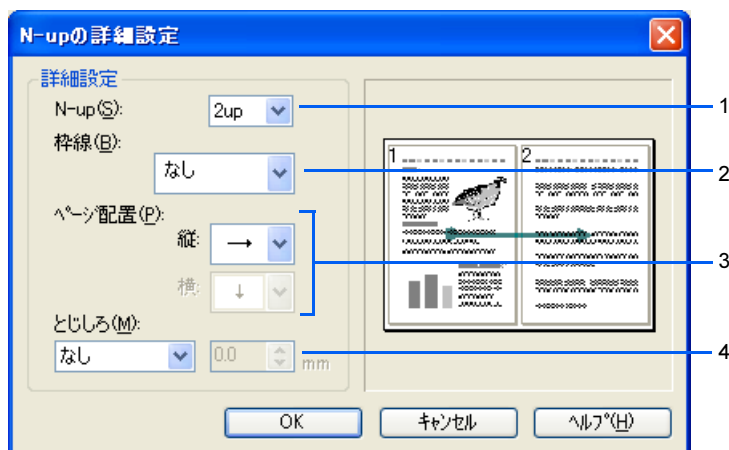 N-upの詳細設定
詳細設定
N-up(S): 2up 1
枠線(B):
なし 2
ページ配置(P):
縦: →
3
横: ↓
とじしろ(M):
なし 0.0 mm 4
1 2
OK キャンセル ヘルプ(H)